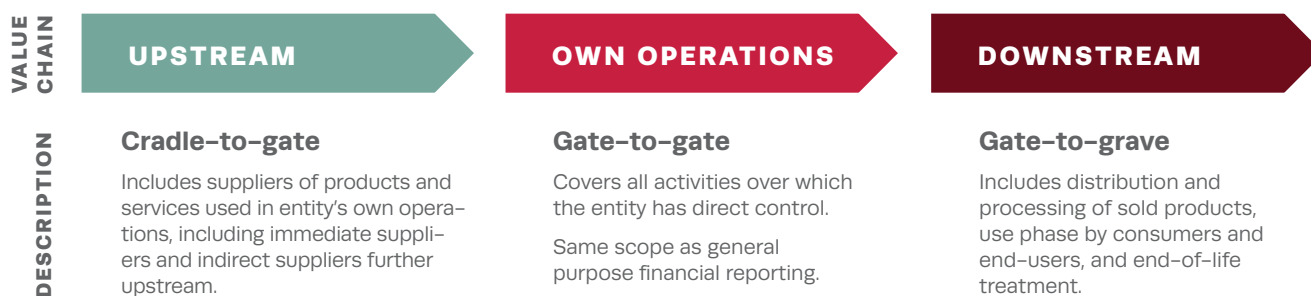 VALUE
CHAIN
UPSTREAM
OWN OPERATIONS
DOWNSTREAM
DESCRIPTION
Cradle-to-gate
Includes suppliers of products and
services used in entity's own opera-
tions, including immediate suppli-
ers and indirect suppliers further
upstream.
Gate-to-gate
Covers all activities over which
the entity has direct control.
Same scope as general
purpose financial reporting.
Gate-to-grave
Includes distribution and
processing of sold products,
use phase by consumers and
end-users, and end-of-life
treatment.